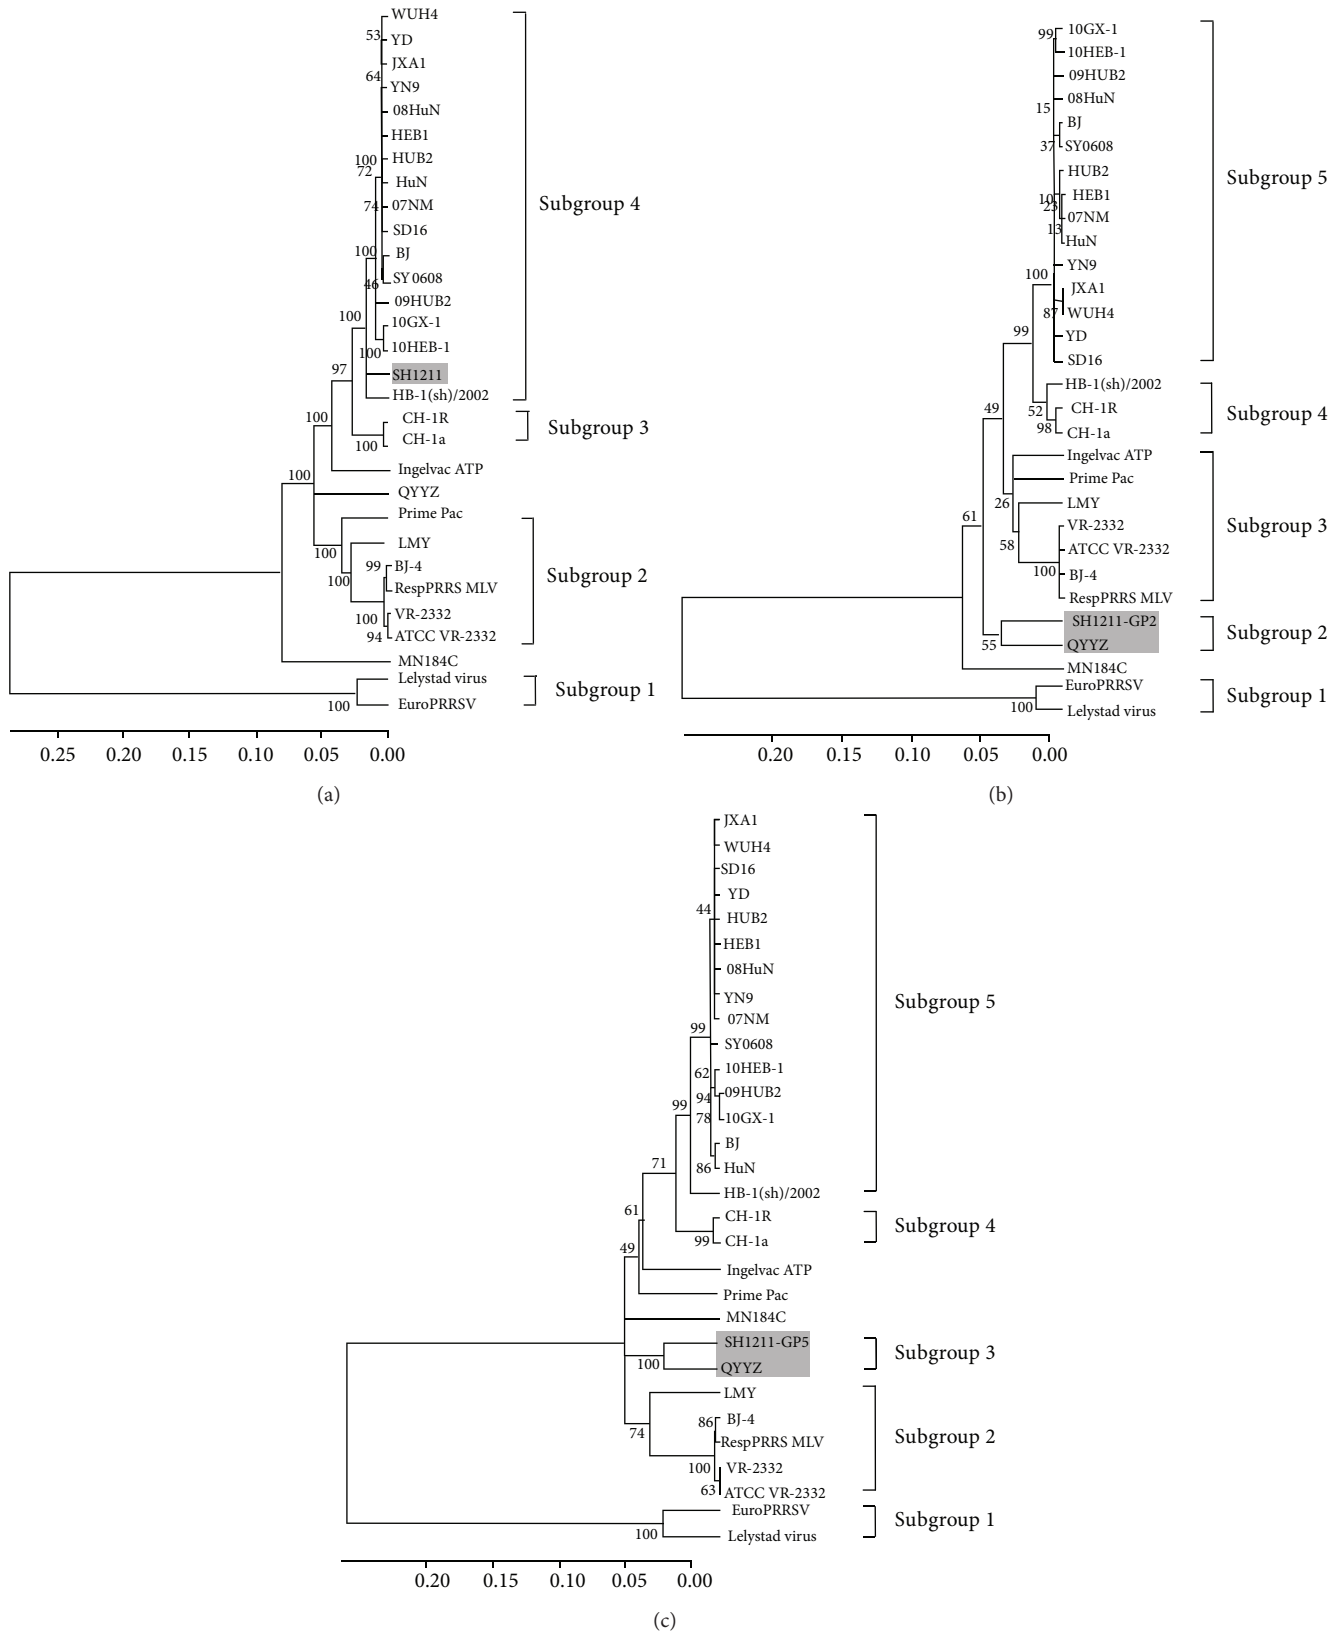 WUH4
53
YD
JXA1
64
YN9
08HuN
HEB1
100
HUB2
72
HuN
74
07NM
Subgroup 4
SD16
100
BJ
46
SY0608
09HUB2
100
10GX-1
100
10HEB-1
97
SH1211
HB-1(sh)/2002
100
CH-1R
Subgroup 3
100
CH-1a
100
Ingelvac ATP
QYYZ
Prime Pac
100
LMY
100
99
BJ-4
Subgroup 2
RespPRRS MLV
100
VR-2332
94
ATCC VR-2332
MN184C
Lelystad virus
Subgroup 1
100
EuroPRRSV
0.25 0.20 0.15 0.10 0.05 0.00
(a)
99
10GX-1
10HEB-1
09HUB2
15
08HuN
BJ
37
SY0608
HUB2
Subgroup 5
10
HEB1
23
07NM
13
HuN
YN9
100
JXA1
87
WUH4
99
YD
SD16
HB-1(sh)/2002
49
52
CH-1R
Subgroup 4
98
CH-1a
Ingelvac ATP
Prime Pac
26
LMY
61
VR-2332
Subgroup 3
58
ATCC VR-2332
100
BJ-4
RespPRRS MLV
SH1211-GP2
Subgroup 2
55
QYYZ
MN184C
EuroPRRSV
Subgroup 1
100
Lelystad virus
0.20 0.15 0.10 0.05 0.00
(b)
JXA1
WUH4
SD16
YD
44
HUB2
HEB1
08HuN
YN9
Subgroup 5
07NM
99
SY0608
62
10HEB-1
94
09HUB2
99
78
10GX-1
BJ
71
86
HuN
HB-1(sh)/2002
61
CH-1R
Subgroup 4
99
CH-1a
49
Ingelvac ATP
Prime Pac
MN184C
SH1211-GP5
Subgroup 3
100
QYYZ
LMY
86
BJ-4
74
RespPRRS MLV
Subgroup 2
100
VR-2332
63
ATCC VR-2332
EuroPRRSV
Subgroup 1
100
Lelystad virus
0.20 0.15 0.10 0.05 0.00
(c)